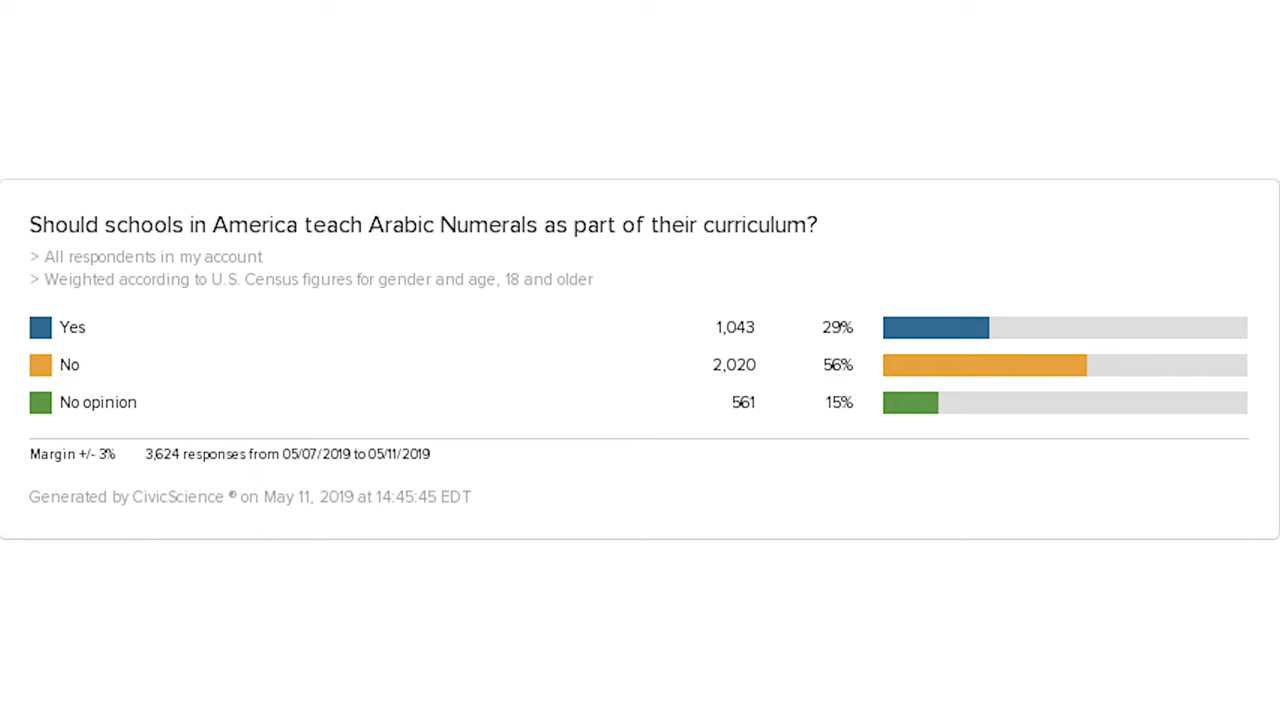 Should schools in America teach Arabic Numerals as part of their curriculum?
> All respondents in my account
> Weighted according to U.S. Census figures for gender and age, 18 and older
Yes 1,043 29%
No 2,020 56%
No opinion 561 15%
Margin +/- 3% 3,624 responses from 05/07/2019 to 05/11/2019
Generated by CivicScience ® on May 11, 2019 at 14:45:45 EDT